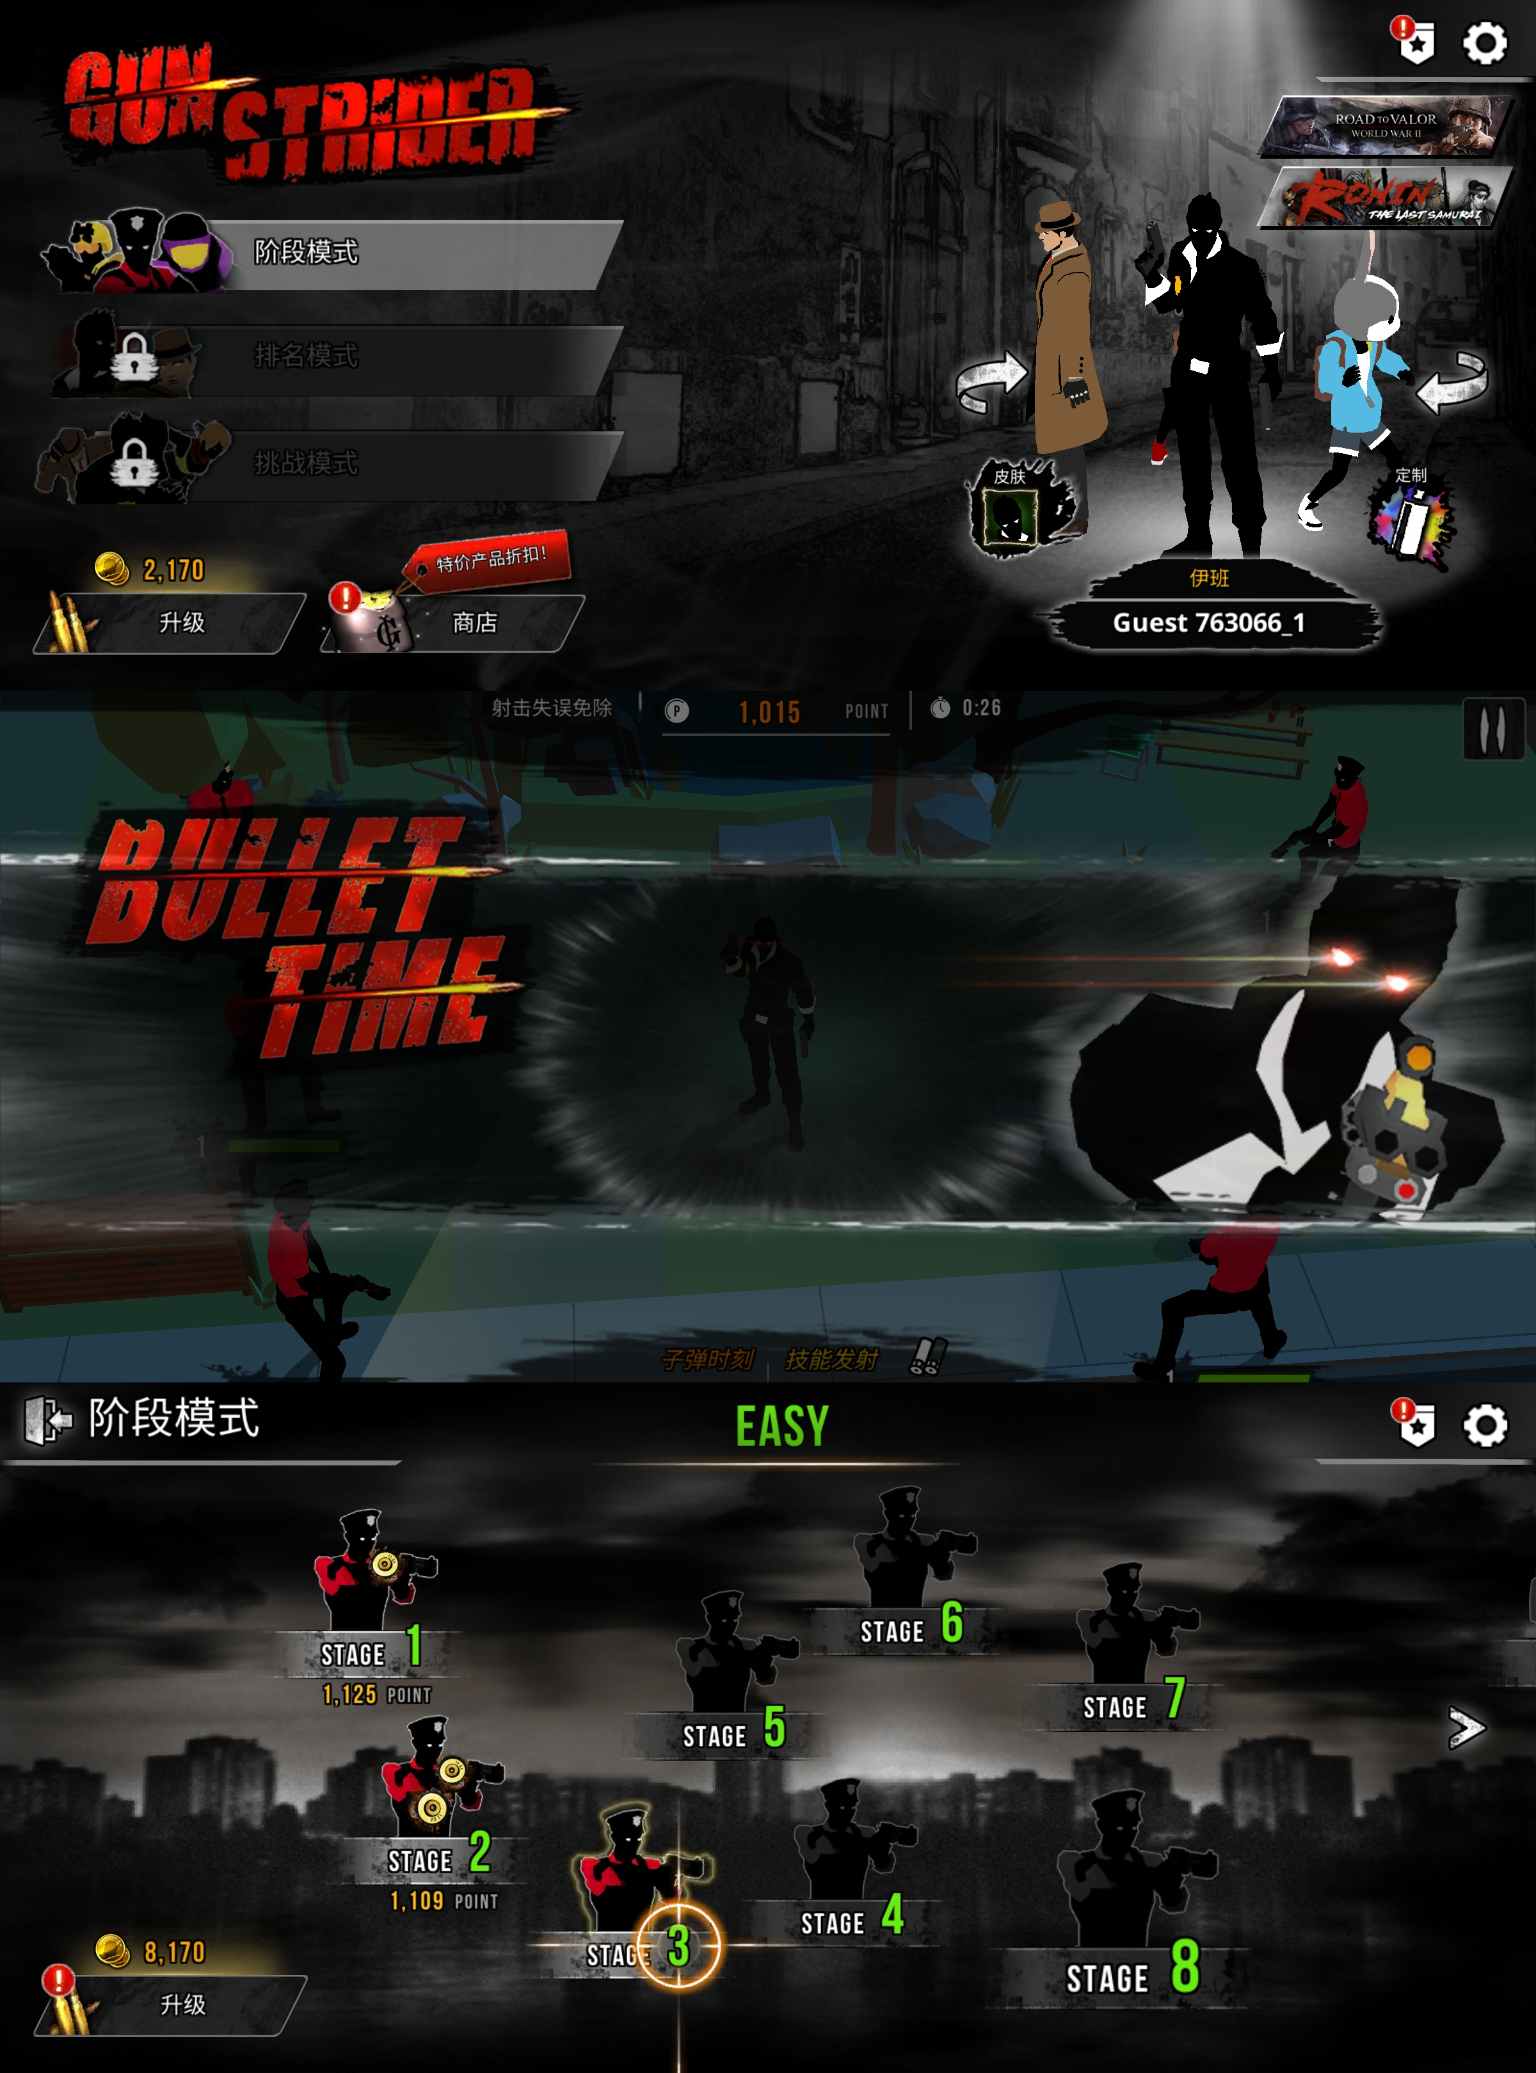 GUN
STRIDER
ROAD TO VALOR
WORLD WAR II
RONIN
THE LAST SAMURAI
阶段模式
排名模式
挑战模式
皮肤
定制
2,170
特价产品折扣!
升级
商店
伊班
Guest 763066_1
射击失误免除
P
1,015
POINT
0:26
BULLET
TIME
1
子弹时刻
技能发射
1
阶段模式
EASY
STAGE 6
STAGE 1
1,125 POINT
STAGE 7
STAGE 5
STAGE 2
1,109 POINT
STAGE 4
STAGE 3
STAGE 8
8,170
升级